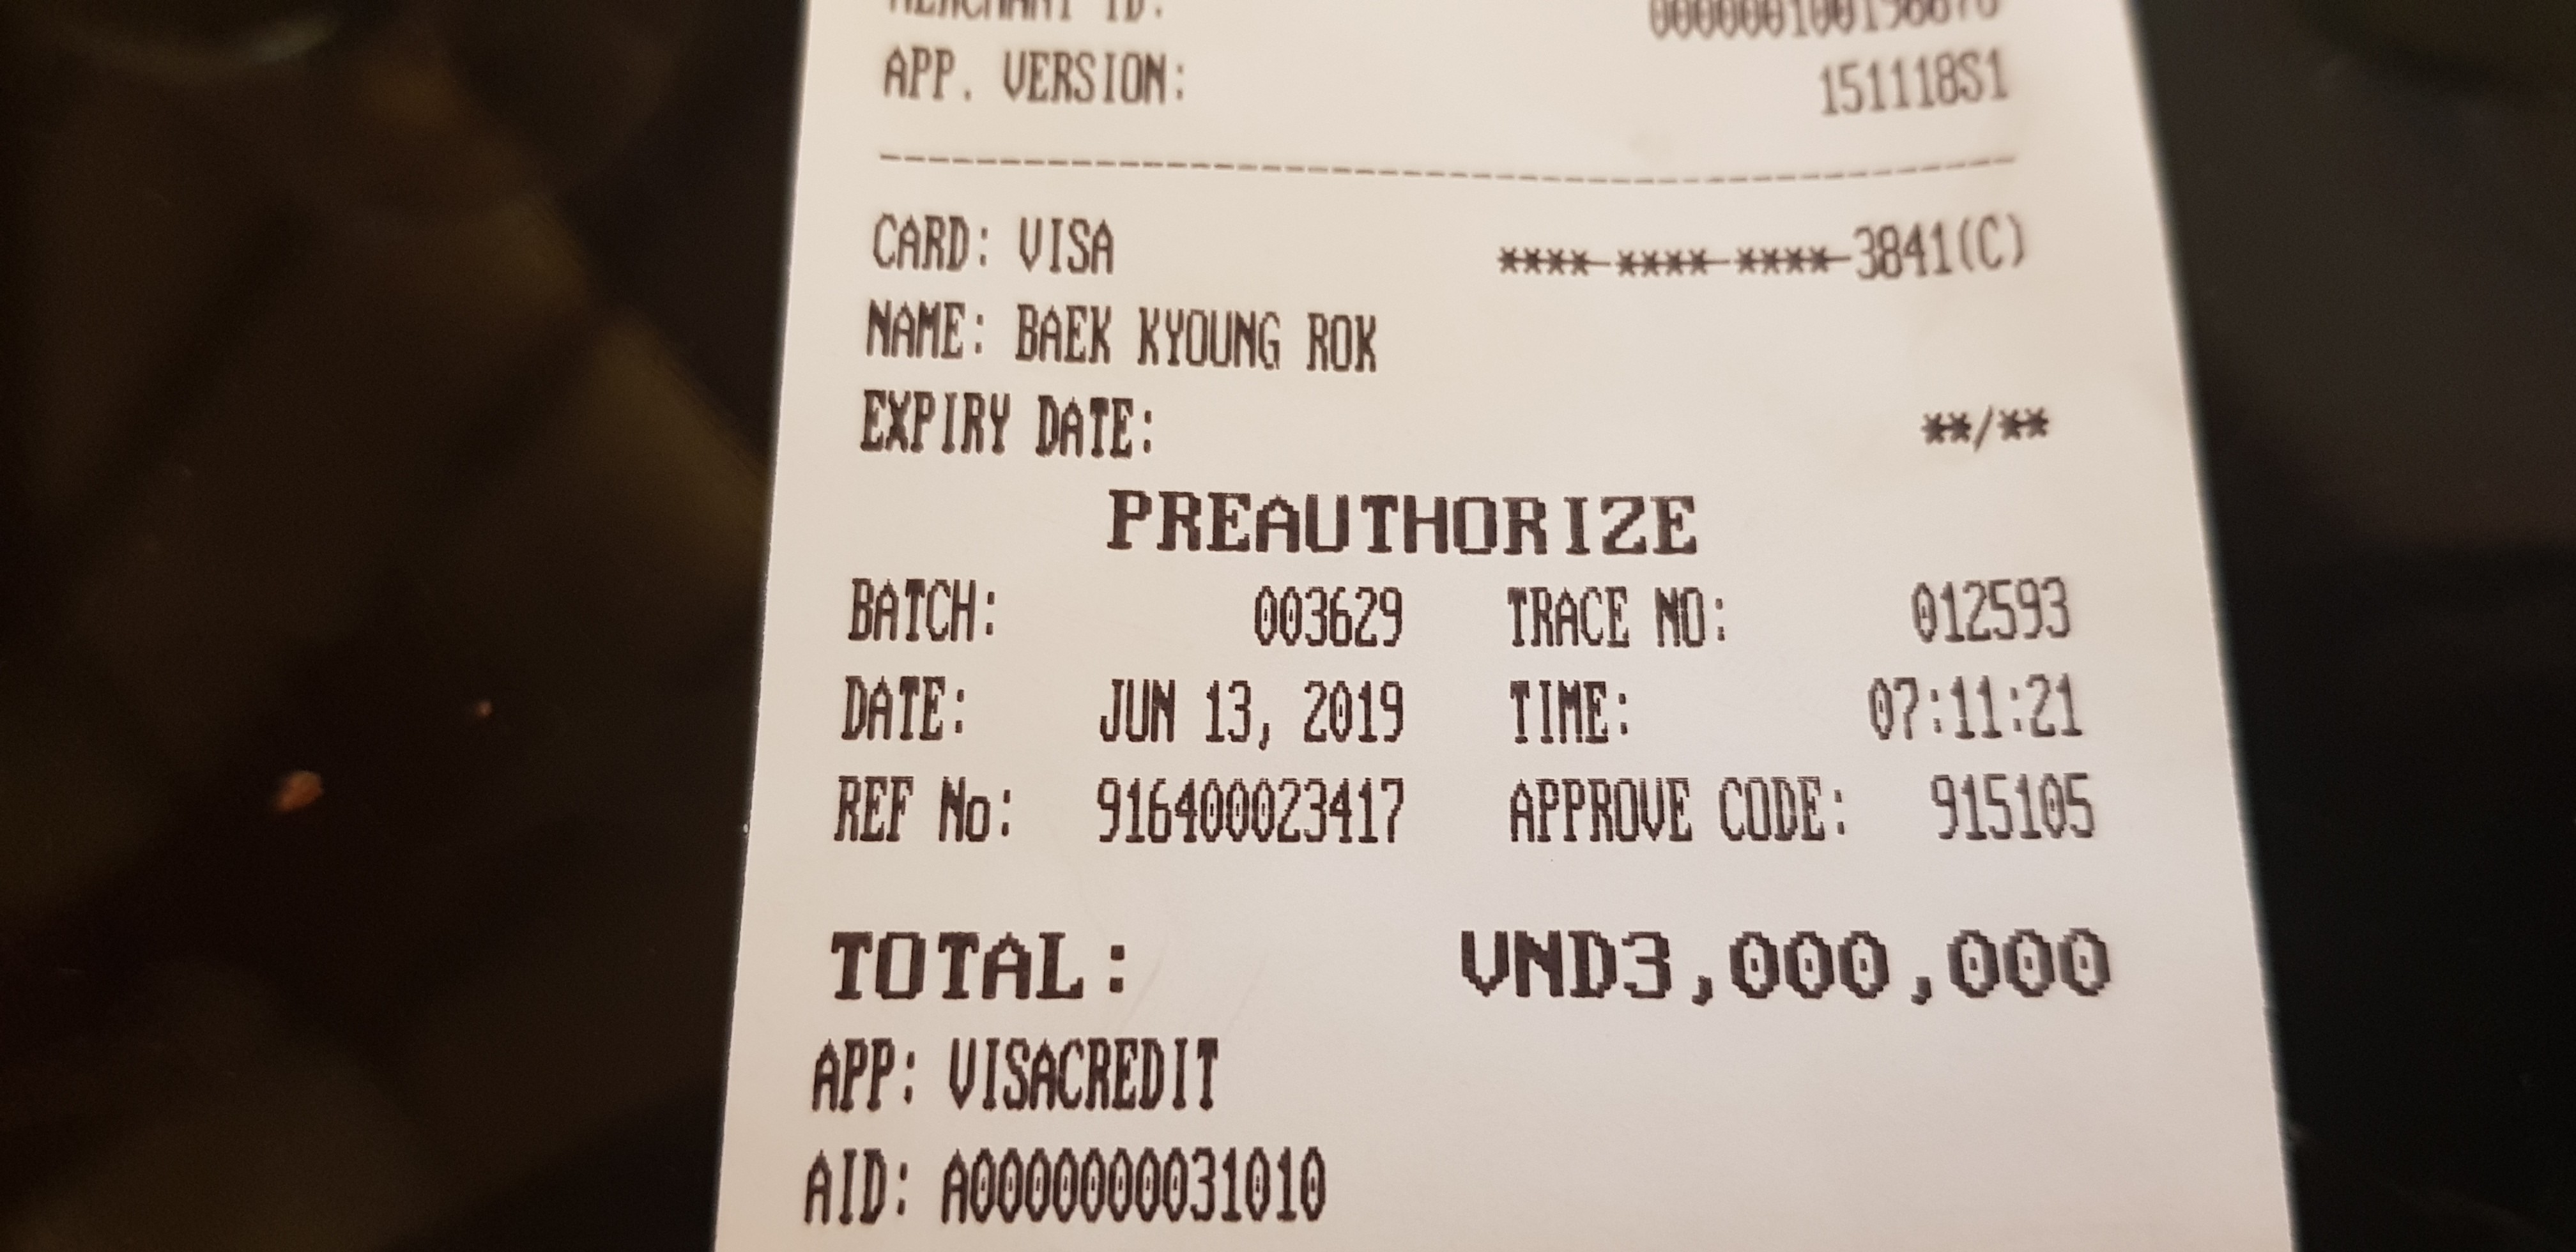 MERCHANT ID:
APP. VERSION: 151118S1
CARD: VISA ****-****-****-3841(C)
NAME: BAEK KYOUNG ROK
EXPIRY DATE: **/**
PREAUTHORIZE
BATCH: 003629 TRACE NO: 012593
DATE: JUN 13, 2019 TIME: 07:11:21
REF No: 916400023417 APPROVE CODE: 915105
TOTAL: VND3,000,000
APP: VISACREDIT
AID: A0000000031010